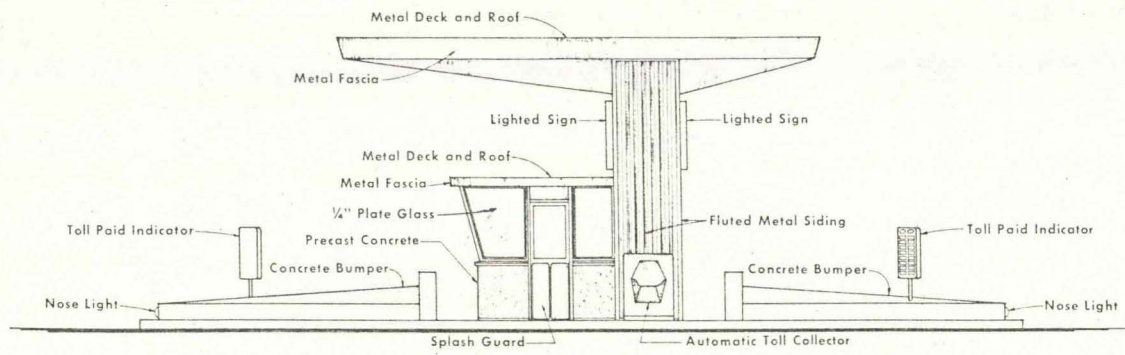 Metal Deck and Roof
Metal Fascia
Lighted Sign
Lighted Sign
Metal Deck and Roof
Metal Fascia
¼" Plate Glass
Fluted Metal Siding
Toll Paid Indicator
Toll Paid Indicator
Precast Concrete
Concrete Bumper
Concrete Bumper
Nose Light
Nose Light
Splash Guard
Automatic Toll Collector